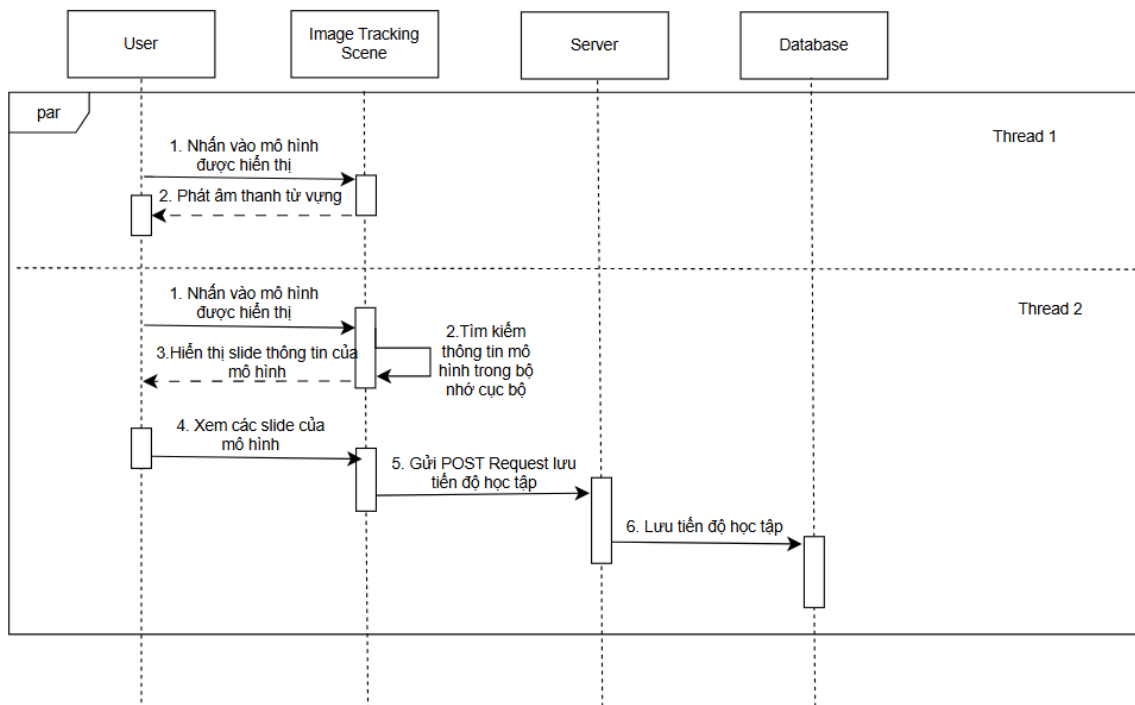 User
Image Tracking
Scene
Server
Database
par
Thread 1
1. Nhấn vào mô hình
được hiển thị
2. Phát âm thanh từ vựng
Thread 2
1. Nhấn vào mô hình
được hiển thị
2.Tìm kiếm
thông tin mô
hình trong bộ
nhớ cục bộ
3.Hiển thị slide thông tin của
mô hình
4. Xem các slide của
mô hình
5. Gửi POST Request lưu
tiến độ học tập
6. Lưu tiến độ học tập